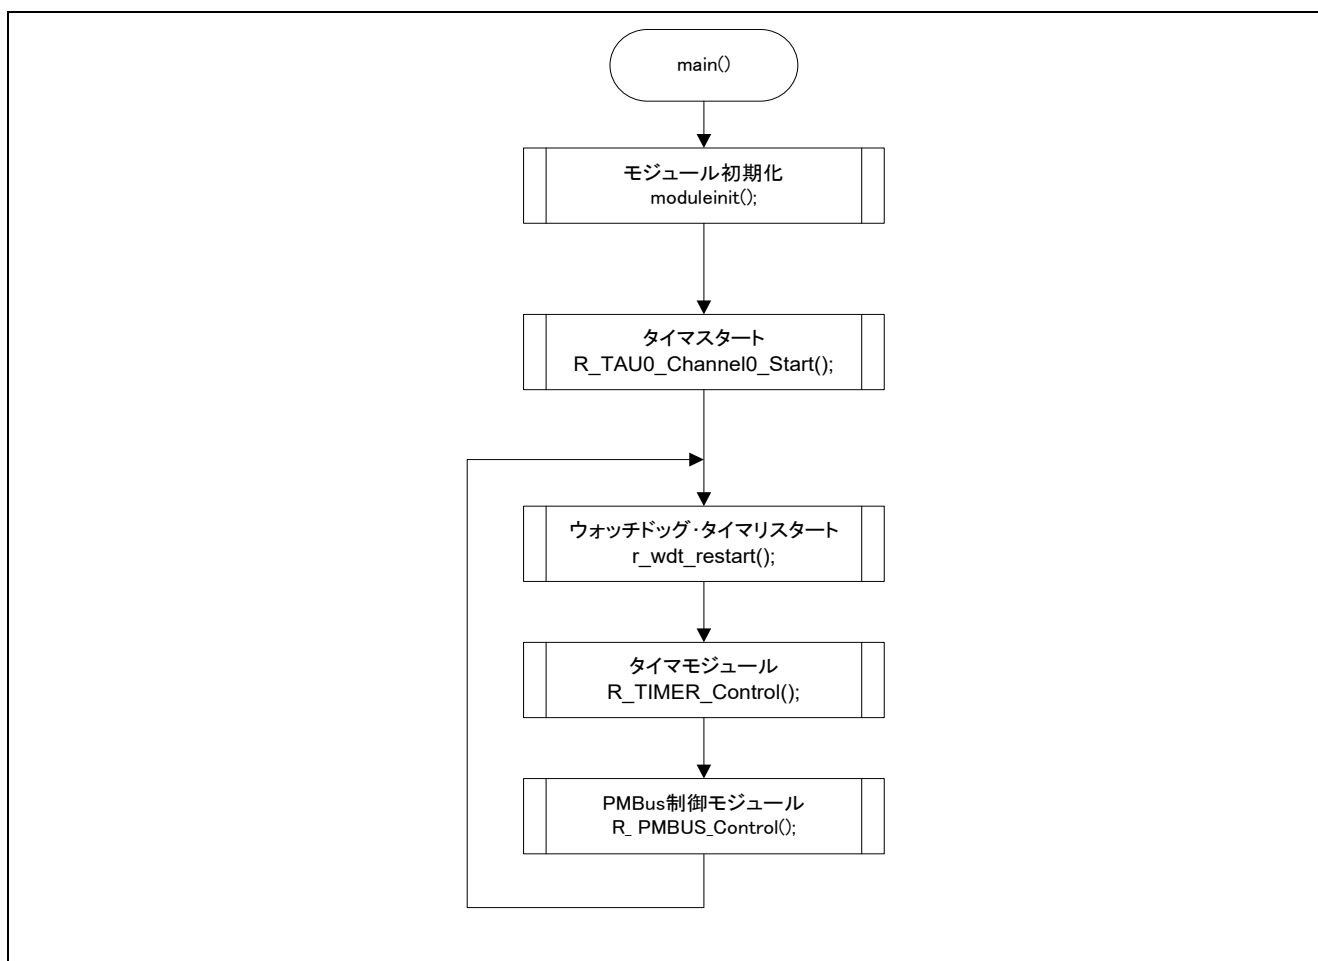 main()
モジュール初期化
moduleinit();
タイマスタート
R_TAU0_Channel0_Start();
ウォッチドッグ・タイマリスタート
r_wdt_restart();
タイマモジュール
R_TIMER_Control();
PMBus制御モジュール
R_ PMBUS_Control();